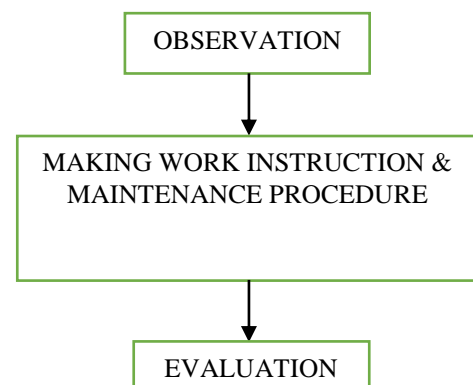 OBSERVATION
MAKING WORK INSTRUCTION &
MAINTENANCE PROCEDURE
EVALUATION